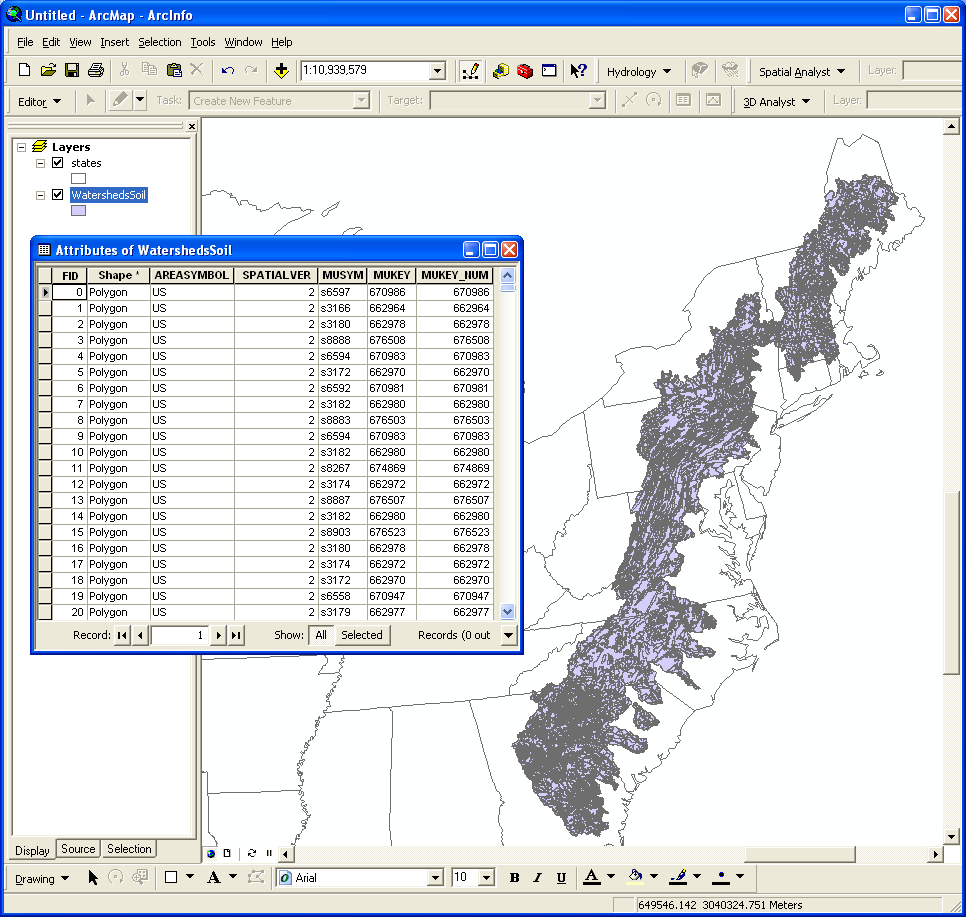 Untitled - ArcMap - ArcInfo
File Edit View Insert Selection Tools Window Help
1:10,939,579 Hydrology Spatial Analyst Layer:
Editor Task: Create New Feature Target: 3D Analyst Layer:
Layers
states
WatershedsSoil
Attributes of WatershedsSoil
FID Shape * AREASYMBOL SPATIALVER MUSYM MUKEY MUKEY_NUM
0 Polygon US 2 s6597 670986 670986
1 Polygon US 2 s3166 662964 662964
2 Polygon US 2 s3180 662978 662978
3 Polygon US 2 s8888 676508 676508
4 Polygon US 2 s6594 670983 670983
5 Polygon US 2 s3172 662970 662970
6 Polygon US 2 s6592 670981 670981
7 Polygon US 2 s3182 662980 662980
8 Polygon US 2 s8883 676503 676503
9 Polygon US 2 s6594 670983 670983
10 Polygon US 2 s3182 662980 662980
11 Polygon US 2 s8267 674869 674869
12 Polygon US 2 s3174 662972 662972
13 Polygon US 2 s8887 676507 676507
14 Polygon US 2 s3182 662980 662980
15 Polygon US 2 s8903 676523 676523
16 Polygon US 2 s3180 662978 662978
17 Polygon US 2 s3174 662972 662972
18 Polygon US 2 s3172 662970 662970
19 Polygon US 2 s6558 670947 670947
20 Polygon US 2 s3179 662977 662977
Record: 1 Show: All Selected Records (0 out
Display Source Selection
Drawing A Arial 10 B I U A
649546.142 3040324.751 Meters